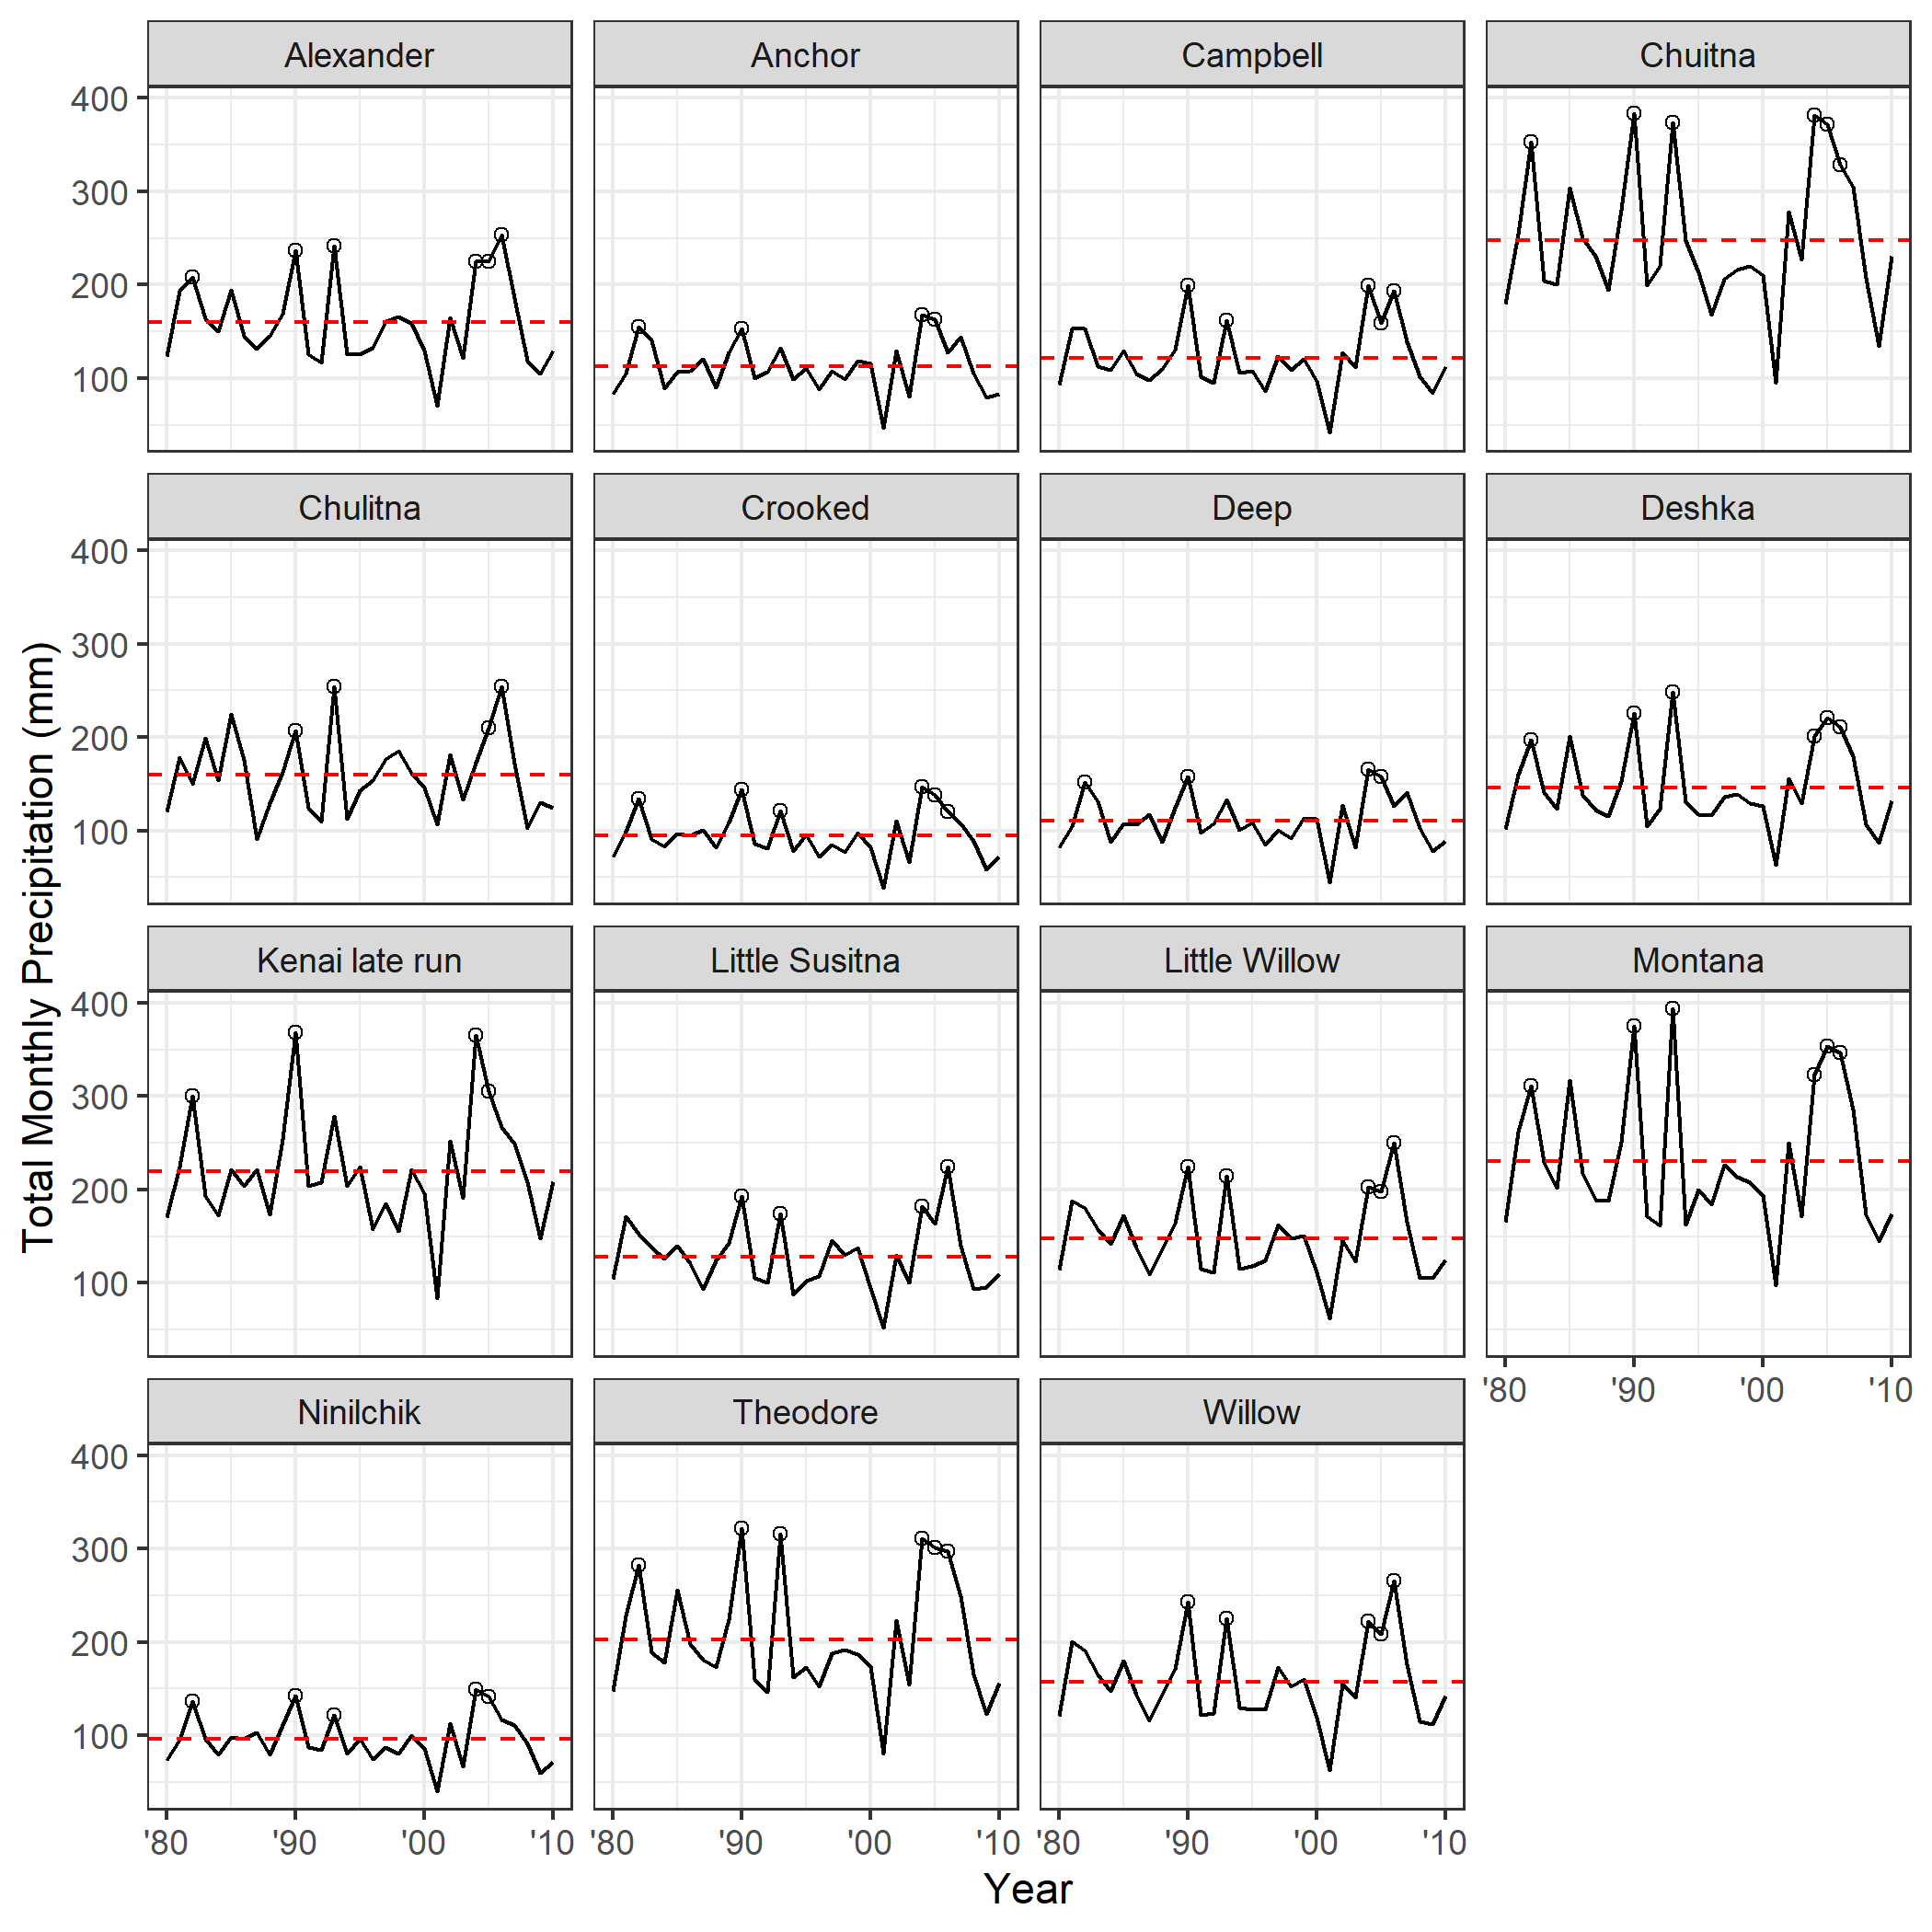 Alexander Anchor Campbell Chuitna
400
300
200
100
Chulitna Crooked Deep Deshka
400
300
200
100
Kenai late run Little Susitna Little Willow Montana
400
300
200
100
'80 '90 '00 '10
Ninilchik Theodore Willow
400
300
200
100
'80 '90 '00 '10 '80 '90 '00 '10 '80 '90 '00 '10
Year
Total Monthly Precipitation (mm)